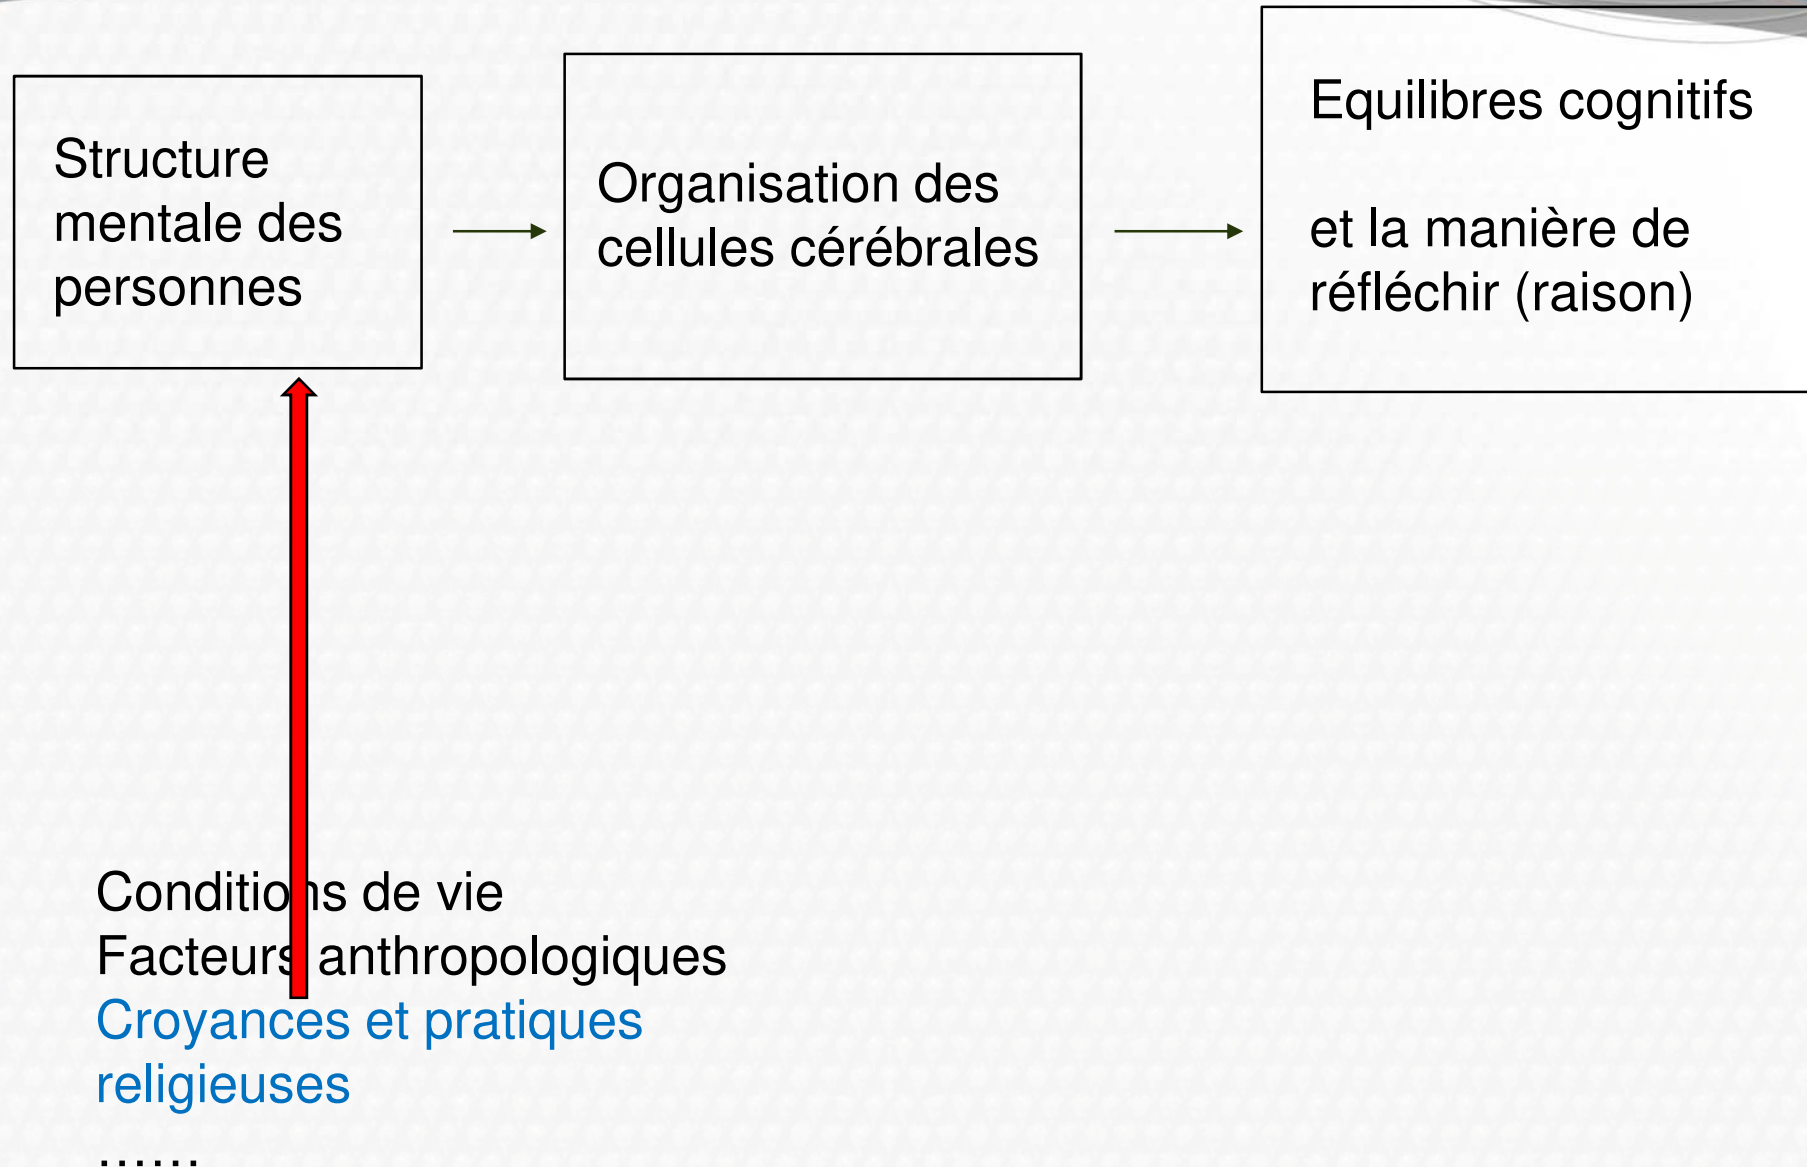 Structure
mentale des
personnes
Organisation des
cellules cérébrales
Equilibres cognitifs
et la manière de
réfléchir (raison)
Conditions de vie
Facteurs anthropologiques
Croyances et pratiques
religieuses
……